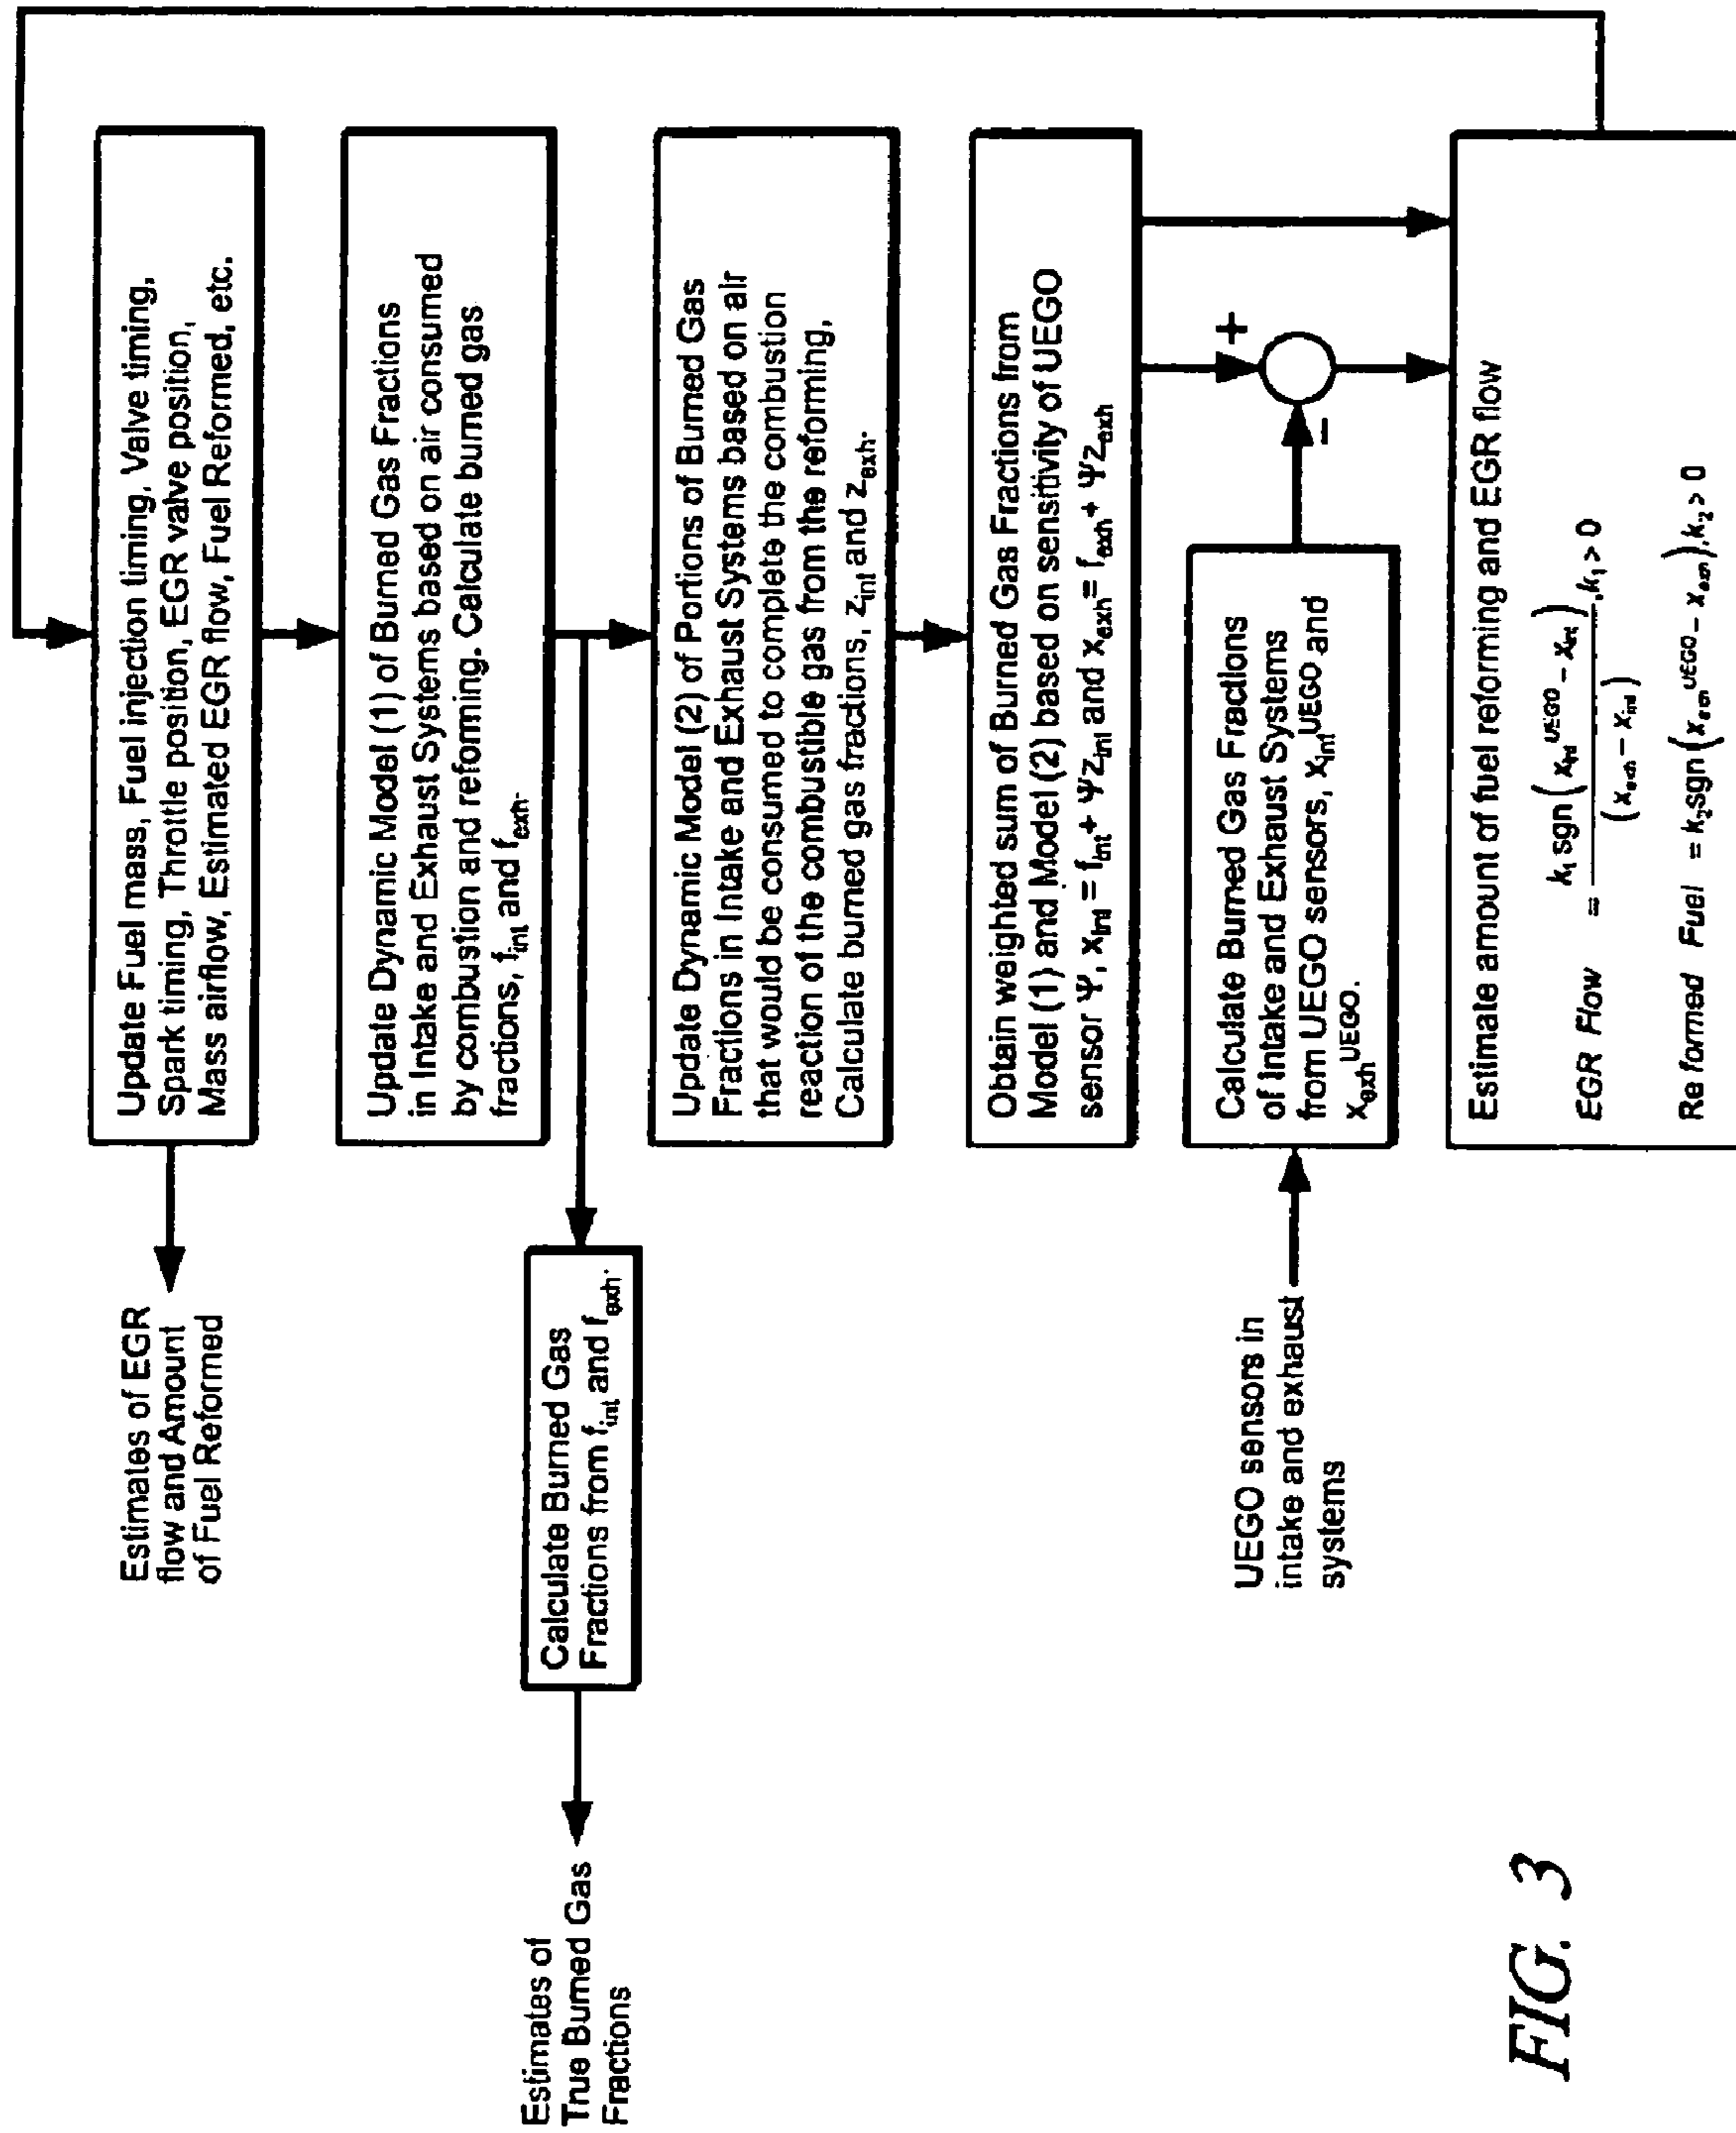 Update Fuel mass, Fuel injection timing, Valve timing,
Spark timing, Throttle position, EGR valve position,
Mass airflow, Estimated EGR flow, Fuel Reformed, etc.
Estimates of EGR
flow and Amount
of Fuel Reformed
Update Dynamic Model (1) of Burned Gas Fractions
in Intake and Exhaust Systems based on air consumed
by combustion and reforming. Calculate burned gas
fractions, f_int and f_exh.
Calculate Burned Gas
Fractions from f_int and f_exh.
Estimates of
True Burned Gas
Fractions
Update Dynamic Model (2) of Portions of Burned Gas
Fractions in Intake and Exhaust Systems based on air
that would be consumed to complete the combustion
reaction of the combustible gas from the reforming,
Calculate burned gas fractions, z_int and z_exh.
Obtain weighted sum of Burned Gas Fractions from
Model (1) and Model (2) based on sensitivity of UEGO
sensor Ψ, x_int = f_int + Ψz_int and x_exh = f_exh + Ψz_exh
+
−
Calculate Burned Gas Fractions
of Intake and Exhaust Systems
from UEGO sensors, x_int^UEGO and
x_exh^UEGO.
UEGO sensors in
intake and exhaust
systems
Estimate amount of fuel reforming and EGR flow
EGR Flow = k_1 sgn(x_int^UEGO − x_int) / (x_exh − x_int), k_1 > 0
Reformed Fuel = k_2 sgn(x_exh^UEGO − x_exh), k_2 > 0
FIG. 3